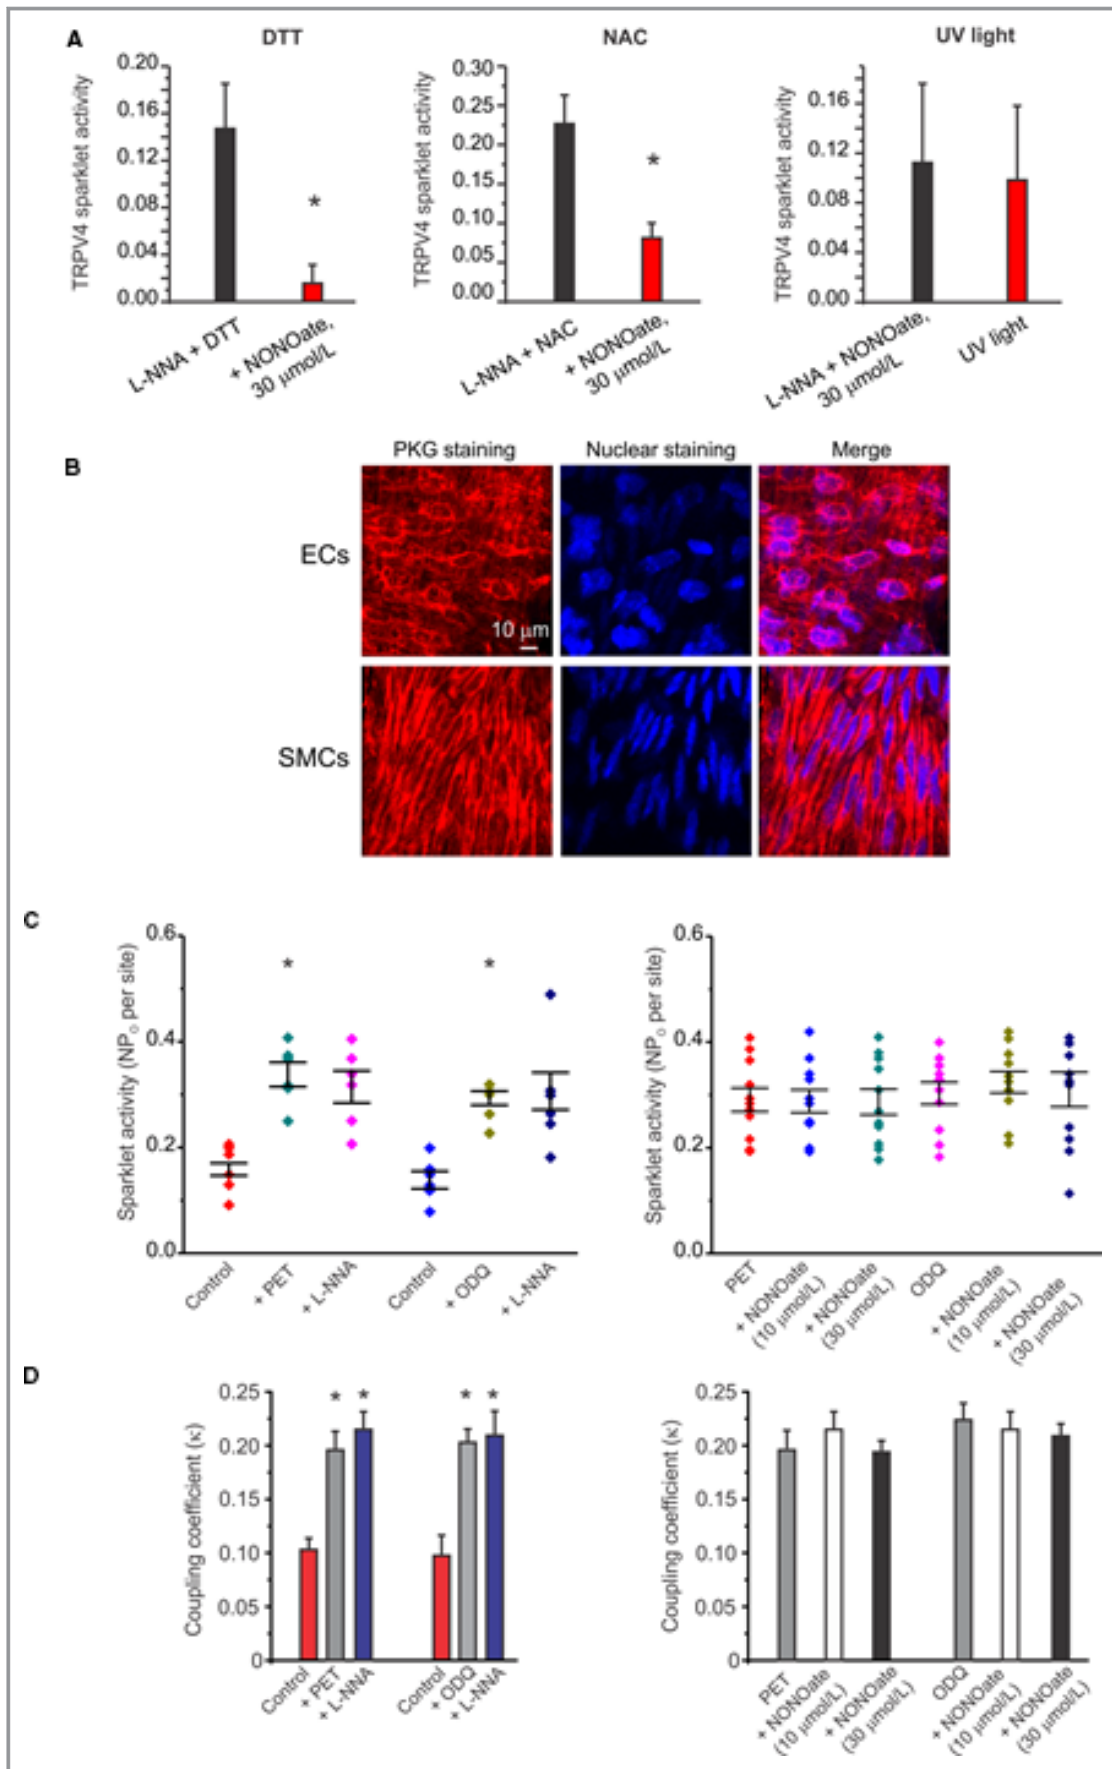 A
DTT
NAC
UV light
TRPV4 sparklet activity
0.20
0.16
0.12
0.08
0.04
0.00
*
L-NNA + DTT
+ NONOate,
30 μmol/L
TRPV4 sparklet activity
0.30
0.25
0.20
0.15
0.10
0.05
0.00
*
L-NNA + NAC
+ NONOate,
30 μmol/L
TRPV4 sparklet activity
0.16
0.12
0.08
0.04
0.00
L-NNA + NONOate,
30 μmol/L
UV light
B
PKG staining
Nuclear staining
Merge
ECs
10 μm
SMCs
C
Sparklet activity (NPo per site)
0.6
0.4
0.2
0.0
*
*
Control
+ PET
+ L-NNA
Control
+ ODQ
+ L-NNA
Sparklet activity (NPo per site)
0.6
0.4
0.2
0.0
PET
+ NONOate
(10 μmol/L)
+ NONOate
(30 μmol/L)
ODQ
+ NONOate
(10 μmol/L)
+ NONOate
(30 μmol/L)
D
Coupling coefficient (κ)
0.25
0.20
0.15
0.10
0.05
0
* *
* *
Control
+ PET
+ L-NNA
Control
+ ODQ
+ L-NNA
Coupling coefficient (κ)
0.25
0.20
0.15
0.10
0.05
0
PET
+ NONOate
(10 μmol/L)
+ NONOate
(30 μmol/L)
ODQ
+ NONOate
(10 μmol/L)
+ NONOate
(30 μmol/L)